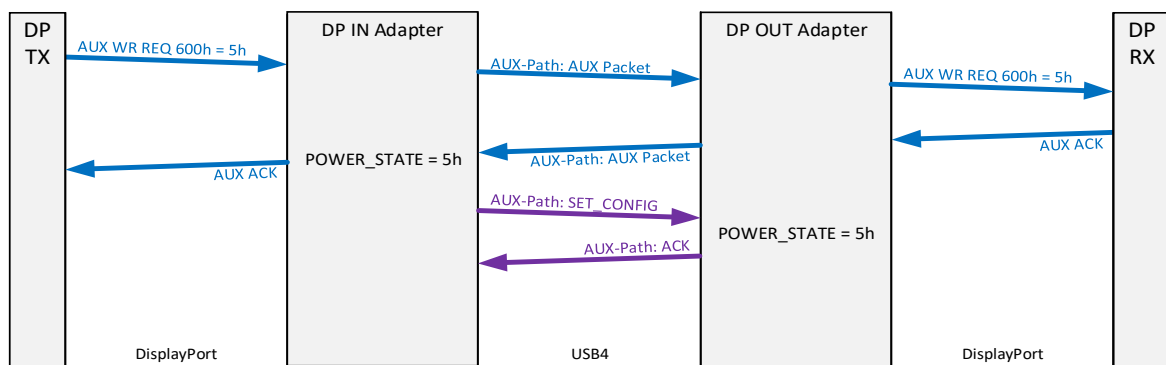 DP
TX
DP IN Adapter
DP OUT Adapter
DP
RX
AUX WR REQ 600h = 5h
AUX-Path: AUX Packet
AUX WR REQ 600h = 5h
AUX ACK
POWER_STATE = 5h
AUX-Path: AUX Packet
AUX ACK
AUX-Path: SET_CONFIG
POWER_STATE = 5h
AUX-Path: ACK
DisplayPort
USB4
DisplayPort